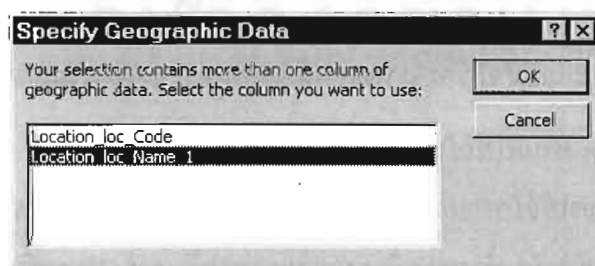 Specify Geographic Data
Your selection contains more than one column of
geographic data. Select the column you want to use:
OK
Cancel
Location_loc_Code
Location_loc_Name_1